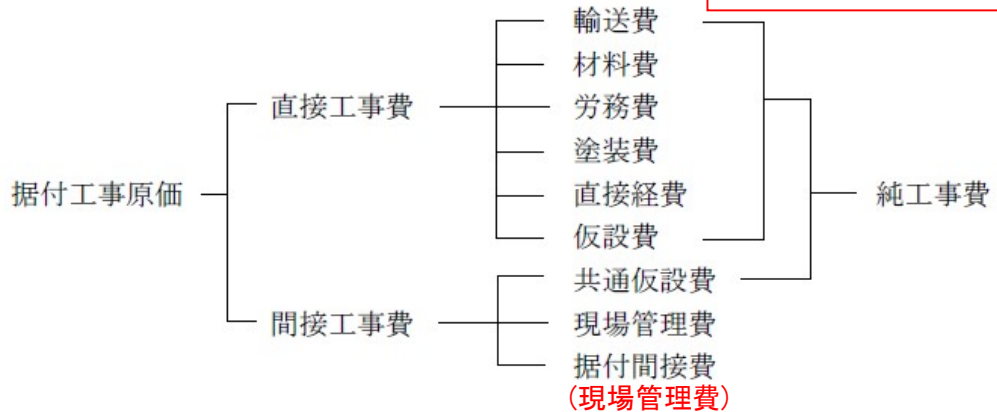 輸送費
材料費
直接工事費
労務費
塗装費
据付工事原価
直接経費
純工事費
仮設費
共通仮設費
間接工事費
現場管理費
据付間接費
(現場管理費)